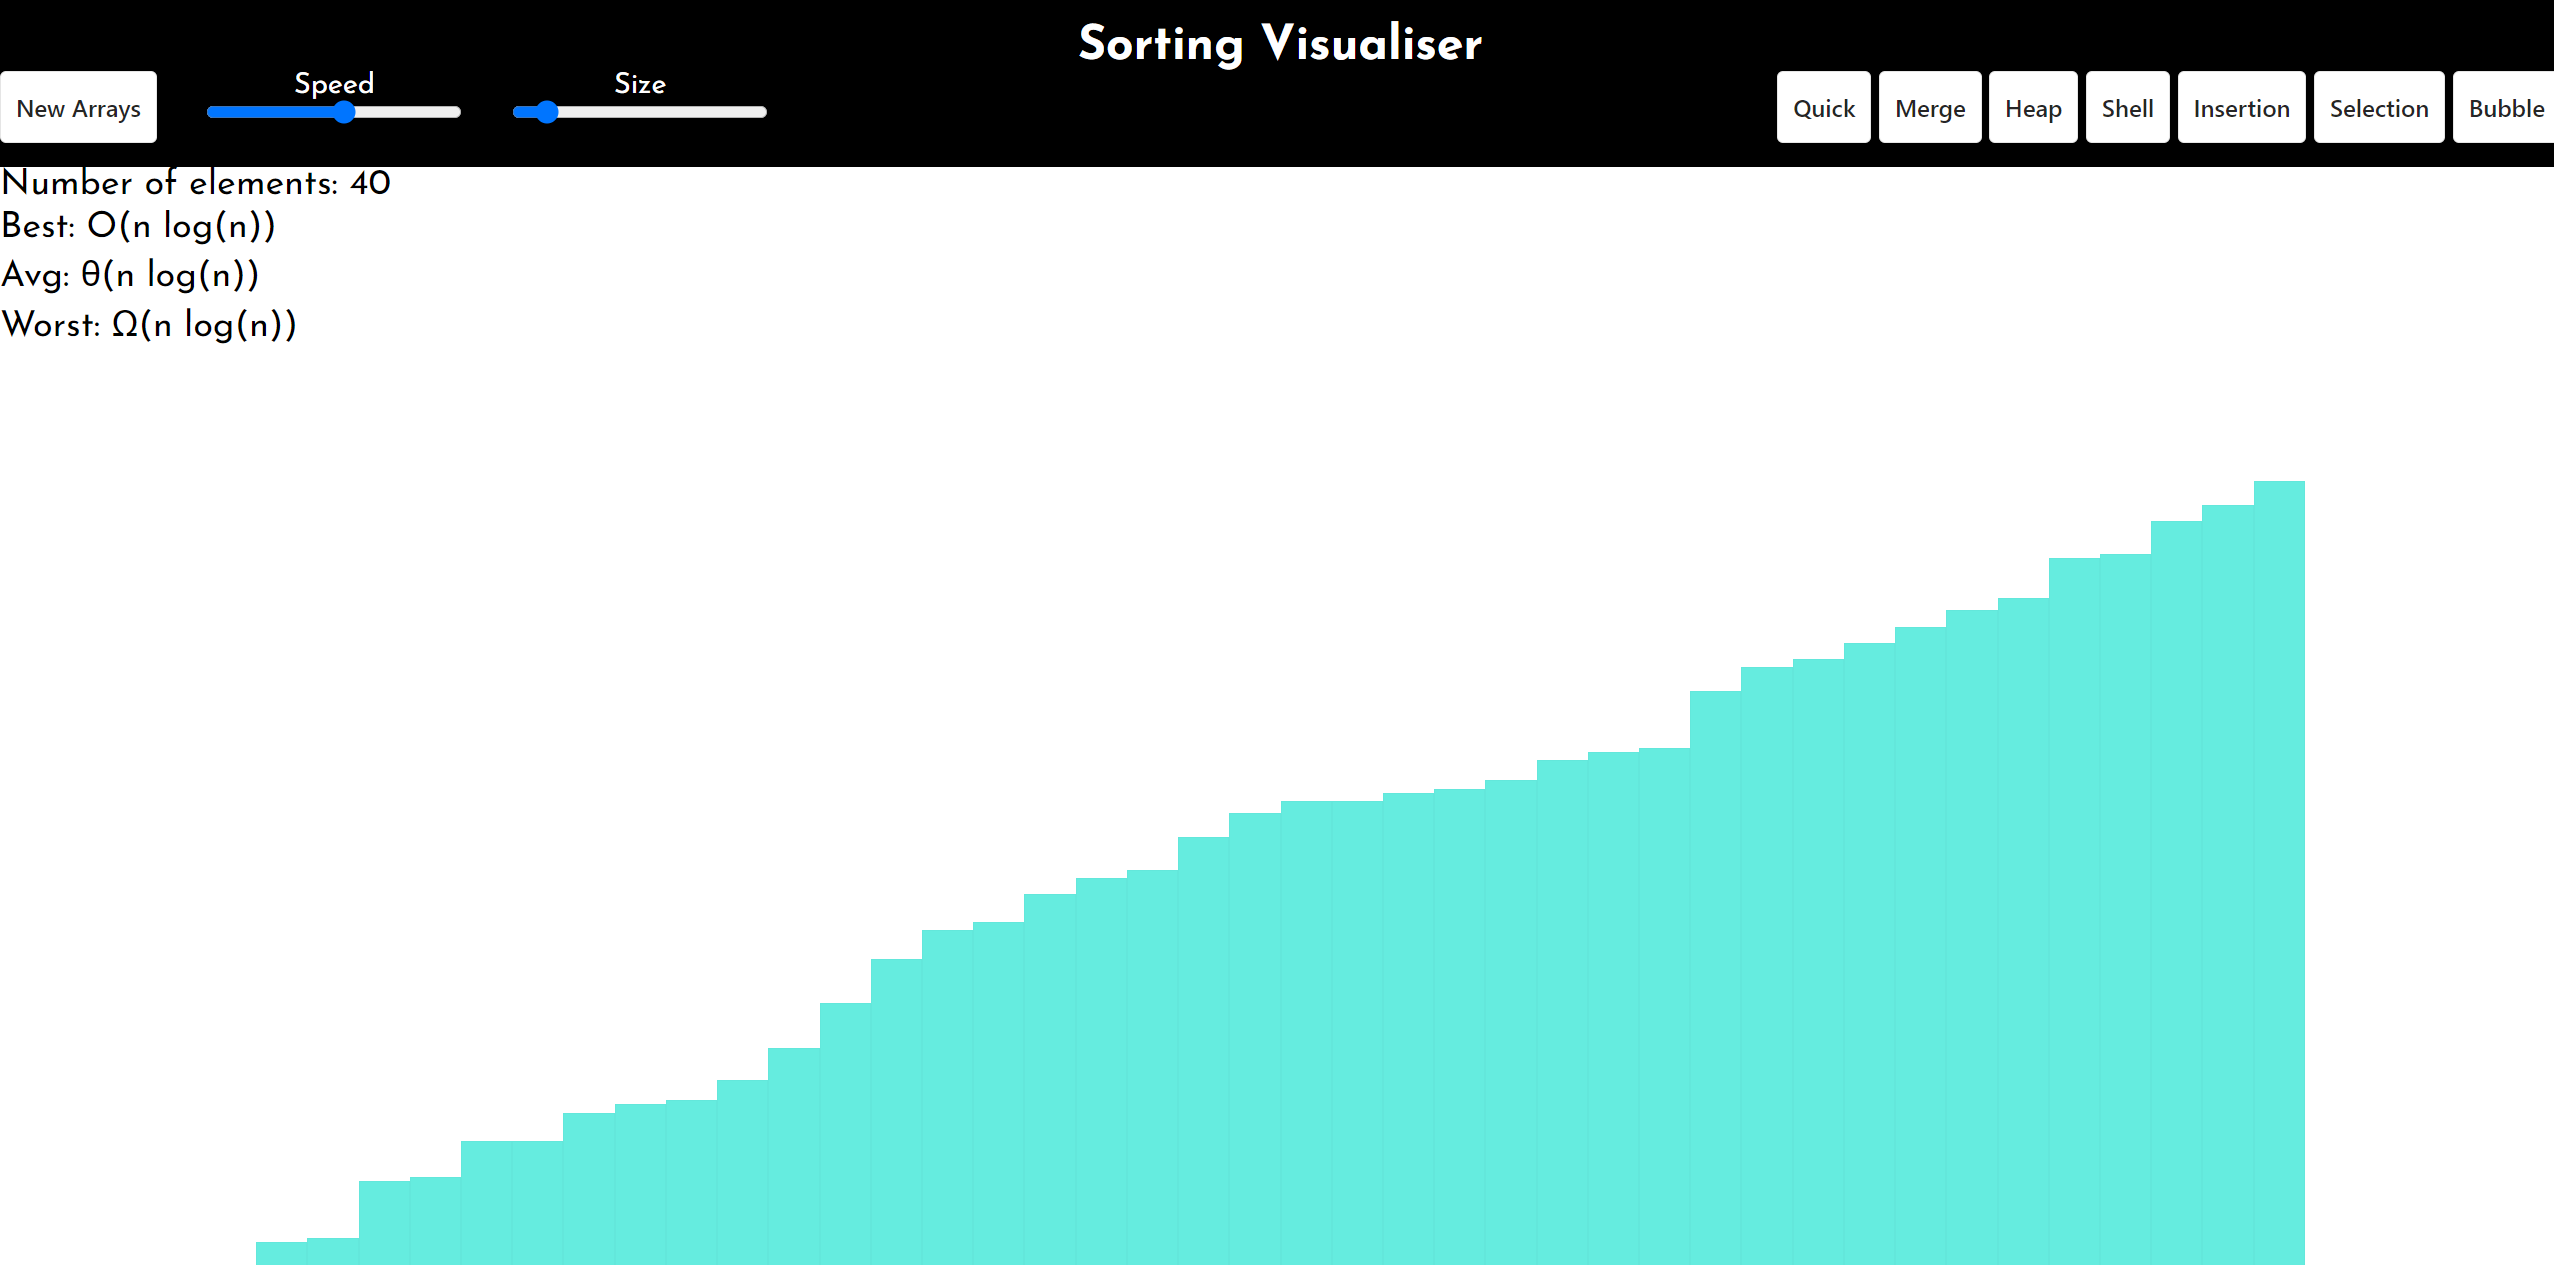 Sorting Visualiser
New Arrays
Speed
Size
Quick
Merge
Heap
Shell
Insertion
Selection
Bubble
Number of elements: 40
Best: O(n log(n))
Avg: θ(n log(n))
Worst: Ω(n log(n))